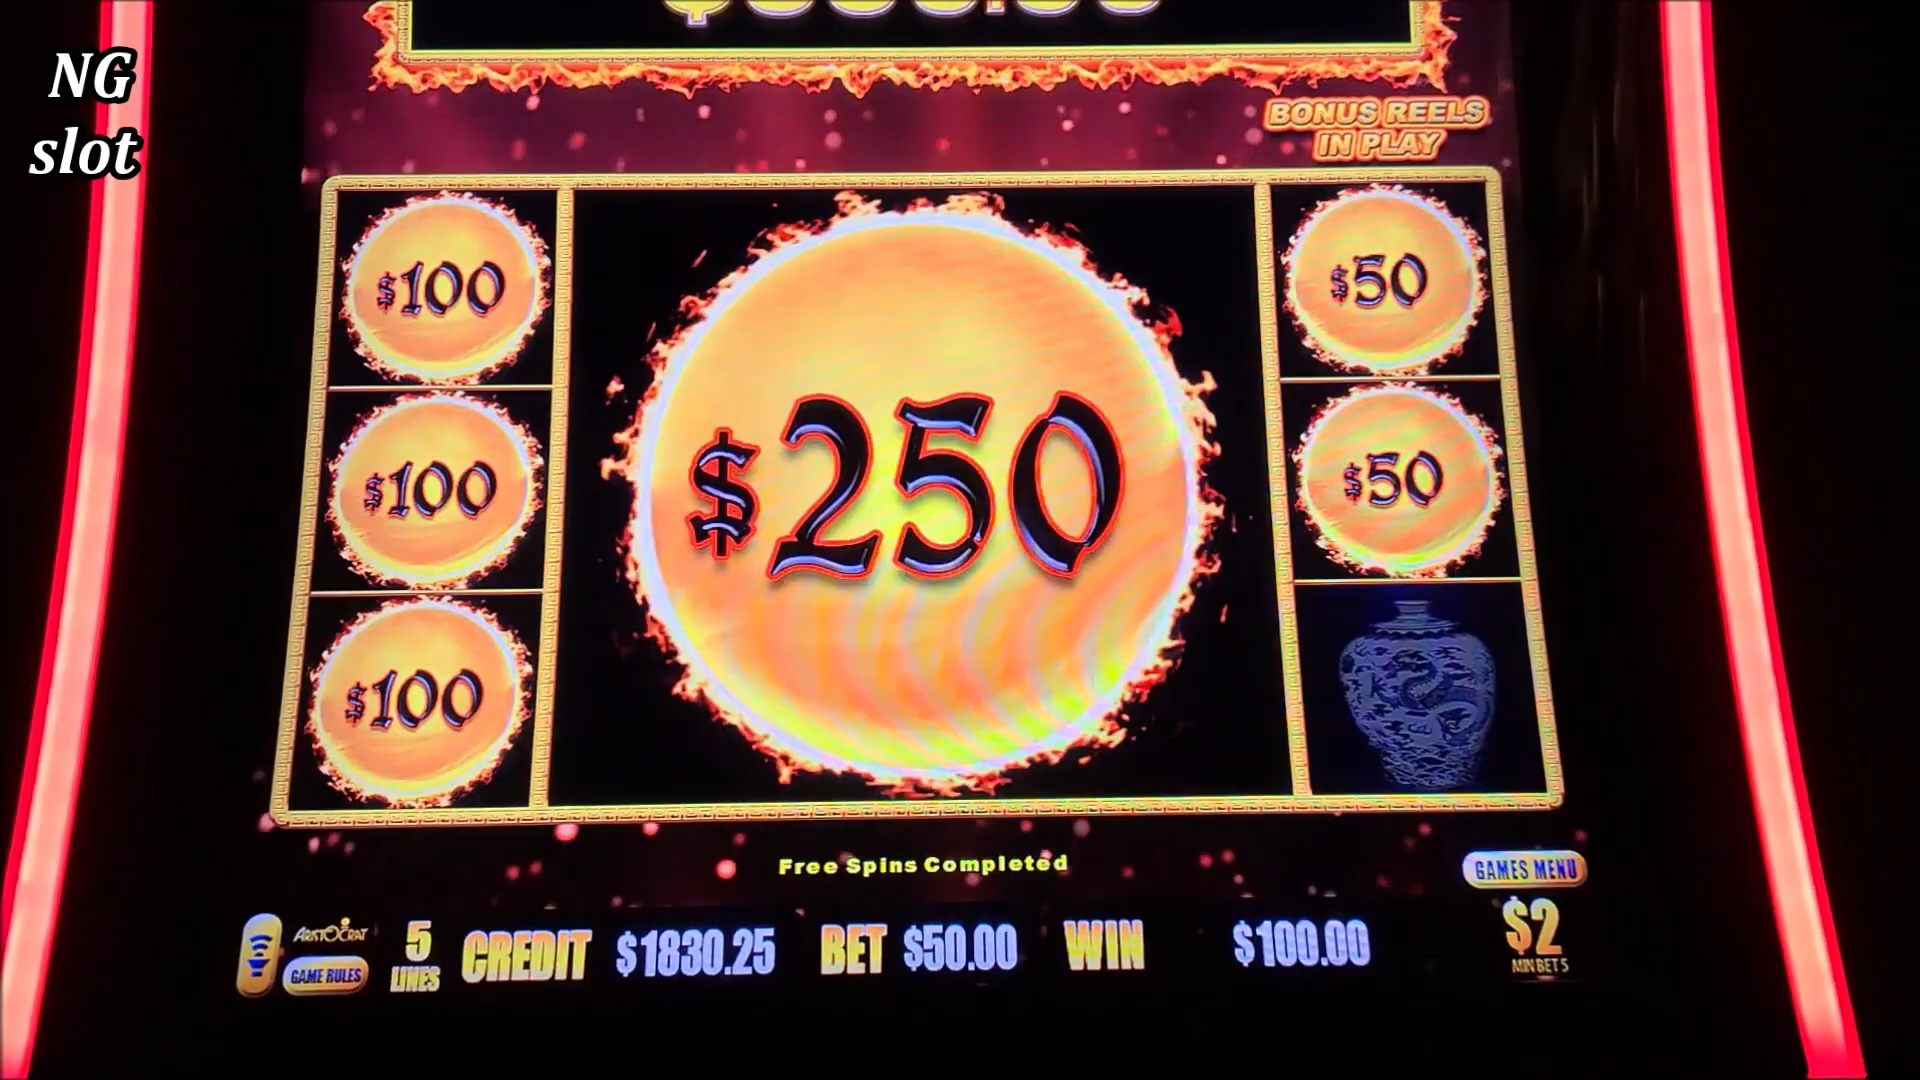 NG
slot
BONUS REELS
IN PLAY
$100
$50
$250
$100
$50
$100
Free Spins Completed
GAMES MENU
ARISTOCRAT
GAME RULES
5
LINES
CREDIT $1830.25 BET $50.00 WIN $100.00
$2
MIN BET 5